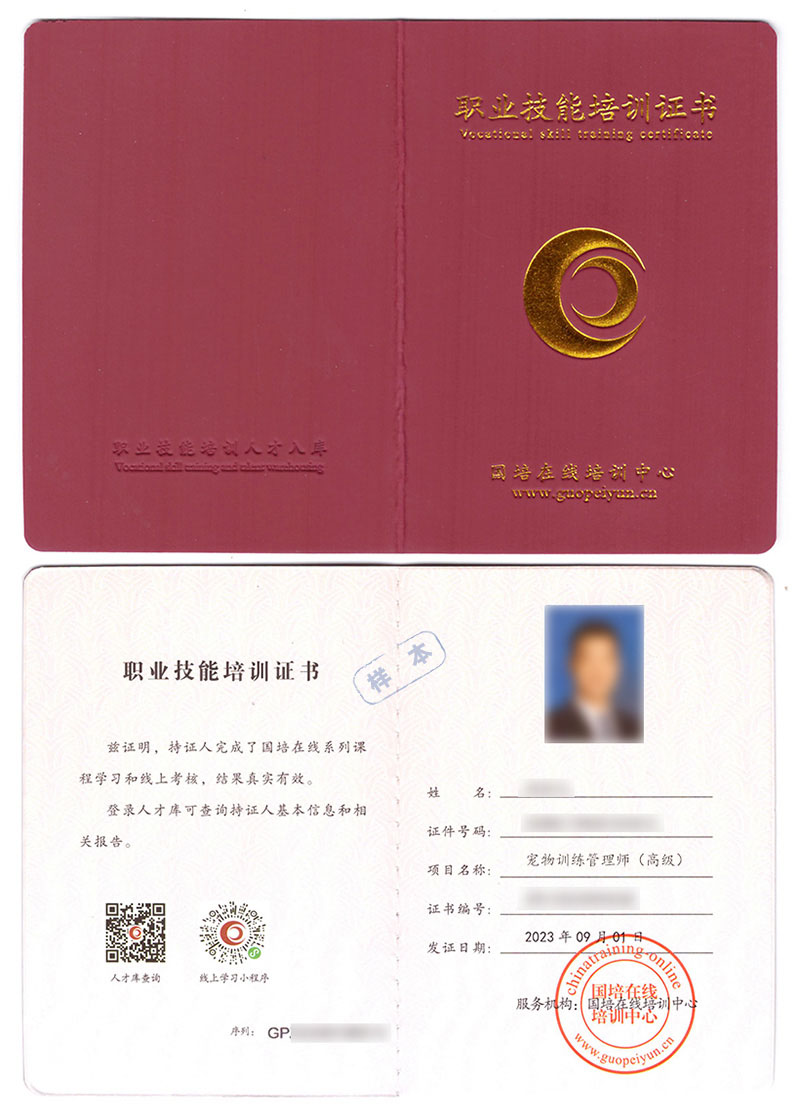 职业技能培训证书
Vocational skill training certificate
国培在线培训中心
www.guopeiyun.cn
职业技能培训人才入库
Vocational skill training and talent warehousing
职业技能培训证书
样本
兹证明，持证人完成了国培在线系列课
程学习和线上考核，结果真实有效。
登录人才库可查询持证人基本信息和相
关报告。
人才库查询
线上学习小程序
序列：GP.
姓 名：
证件号码：
项目名称：宠物训练管理师（高级）
证书编号：
发证日期：2023 年 09 月 01 日
服务机构：国培在线培训中心
chinatraining-online
国培在线
培训中心
www.guopeiyun.cn